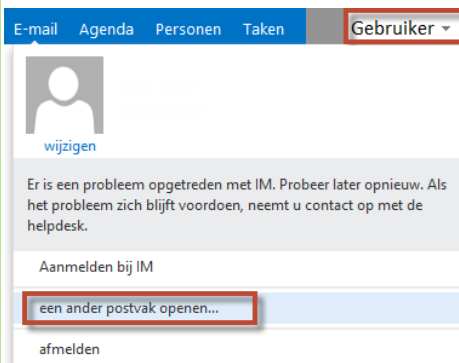 E-mail Agenda Personen Taken Gebruiker
wijzigen
Er is een probleem opgetreden met IM. Probeer later opnieuw. Als
het probleem zich blijft voordoen, neemt u contact op met de
helpdesk.
Aanmelden bij IM
een ander postvak openen...
afmelden